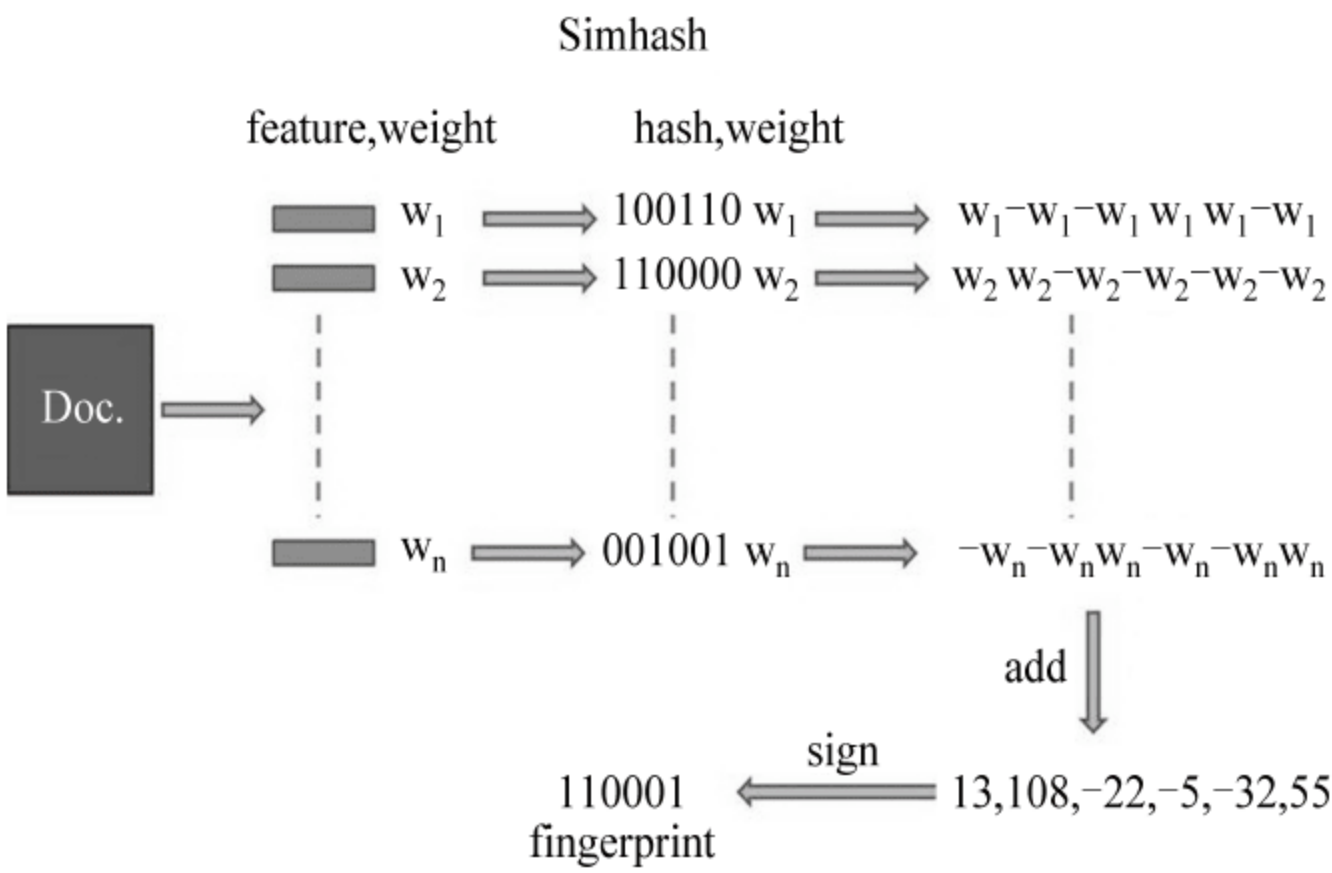 Simhash
feature,weight hash,weight
w₁ 100110 w₁ w₁−w₁−w₁ w₁ w₁−w₁
w₂ 110000 w₂ w₂ w₂−w₂−w₂−w₂−w₂
Doc.
wₙ 001001 wₙ −wₙ−wₙwₙ−wₙ−wₙwₙ
add
sign
110001 13,108,−22,−5,−32,55
fingerprint